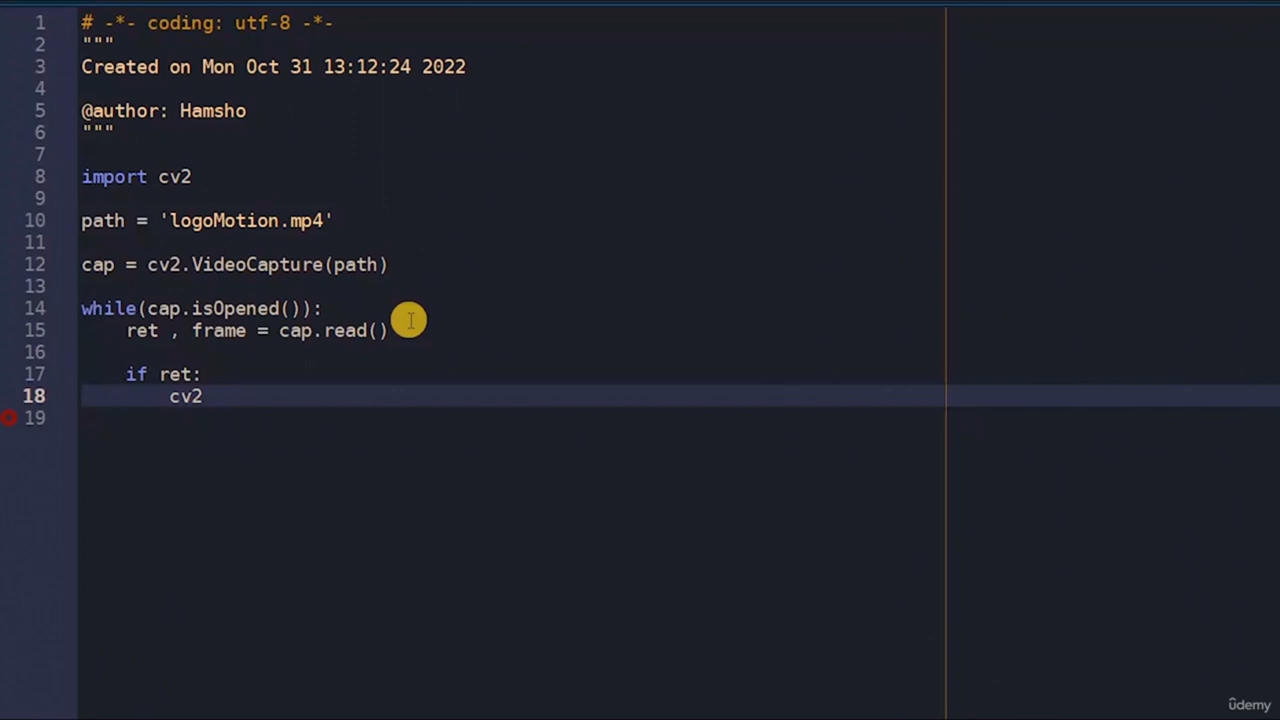 1 # -*- coding: utf-8 -*-
2 """
3 Created on Mon Oct 31 13:12:24 2022
4
5 @author: Hamsho
6 """
7
8 import cv2
9
10 path = 'logoMotion.mp4'
11
12 cap = cv2.VideoCapture(path)
13
14 while(cap.isOpened()):
15     ret , frame = cap.read()
16
17     if ret:
18         cv2
19
ûdemy